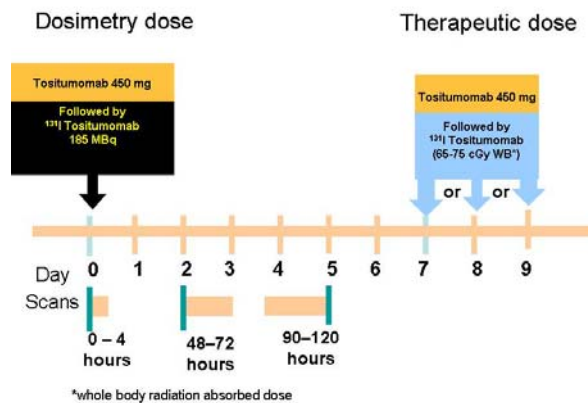 Dosimetry dose
Therapeutic dose
Tositumomab 450 mg
Followed by
¹³¹I Tositumomab
185 MBq
Tositumomab 450 mg
Followed by
¹³¹I Tositumomab
(65-75 cGy WB*)
or or
Day 0 1 2 3 4 5 6 7 8 9
Scans
0 – 4
hours
48–72
hours
90–120
hours
*whole body radiation absorbed dose